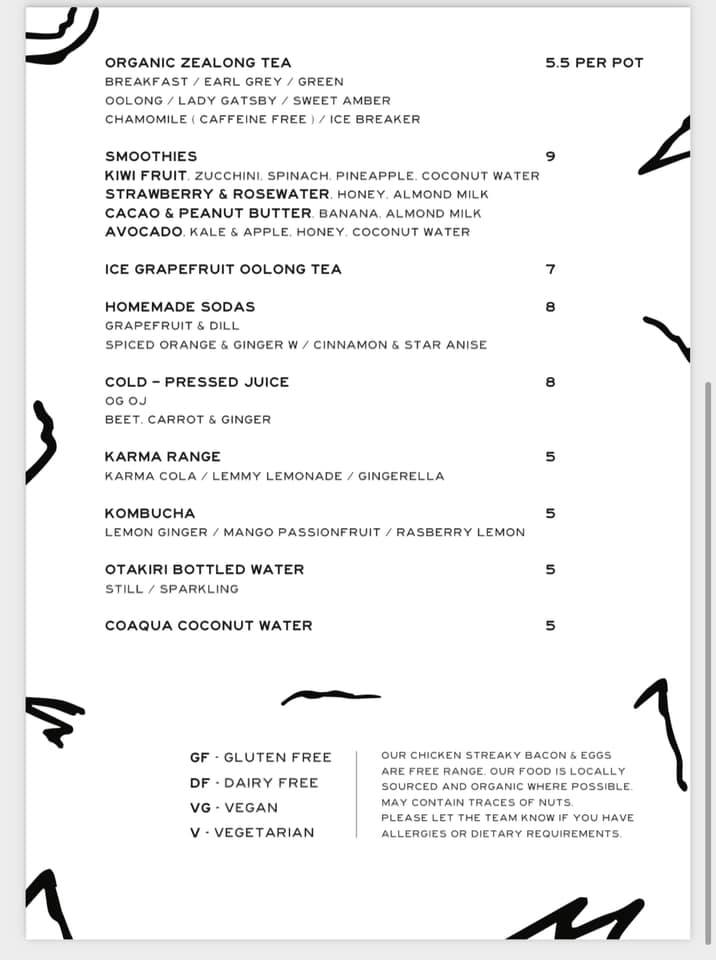 ORGANIC ZEALONG TEA 5.5 PER POT
BREAKFAST / EARL GREY / GREEN
OOLONG / LADY GATSBY / SWEET AMBER
CHAMOMILE ( CAFFEINE FREE ) / ICE BREAKER
SMOOTHIES 9
KIWI FRUIT, ZUCCHINI, SPINACH, PINEAPPLE, COCONUT WATER
STRAWBERRY & ROSEWATER, HONEY, ALMOND MILK
CACAO & PEANUT BUTTER, BANANA, ALMOND MILK
AVOCADO, KALE & APPLE, HONEY, COCONUT WATER
ICE GRAPEFRUIT OOLONG TEA 7
HOMEMADE SODAS 8
GRAPEFRUIT & DILL
SPICED ORANGE & GINGER W / CINNAMON & STAR ANISE
COLD – PRESSED JUICE 8
OG OJ
BEET, CARROT & GINGER
KARMA RANGE 5
KARMA COLA / LEMMY LEMONADE / GINGERELLA
KOMBUCHA 5
LEMON GINGER / MANGO PASSIONFRUIT / RASBERRY LEMON
OTAKIRI BOTTLED WATER 5
STILL / SPARKLING
COAQUA COCONUT WATER 5
GF - GLUTEN FREE
DF - DAIRY FREE
VG - VEGAN
V - VEGETARIAN
OUR CHICKEN STREAKY BACON & EGGS
ARE FREE RANGE. OUR FOOD IS LOCALLY
SOURCED AND ORGANIC WHERE POSSIBLE.
MAY CONTAIN TRACES OF NUTS.
PLEASE LET THE TEAM KNOW IF YOU HAVE
ALLERGIES OR DIETARY REQUIREMENTS.